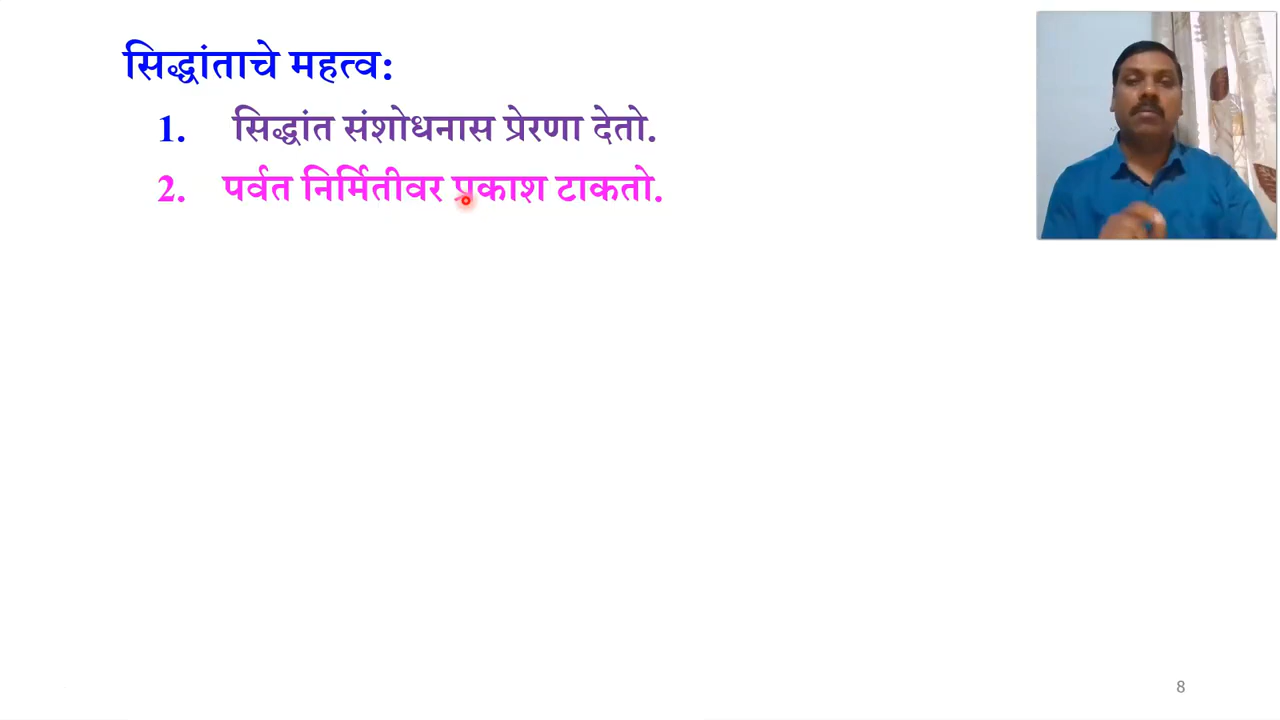 सिद्धांताचे महत्व:
1. सिद्धांत संशोधनास प्रेरणा देतो.
2. पर्वत निर्मितीवर प्रकाश टाकतो.
8